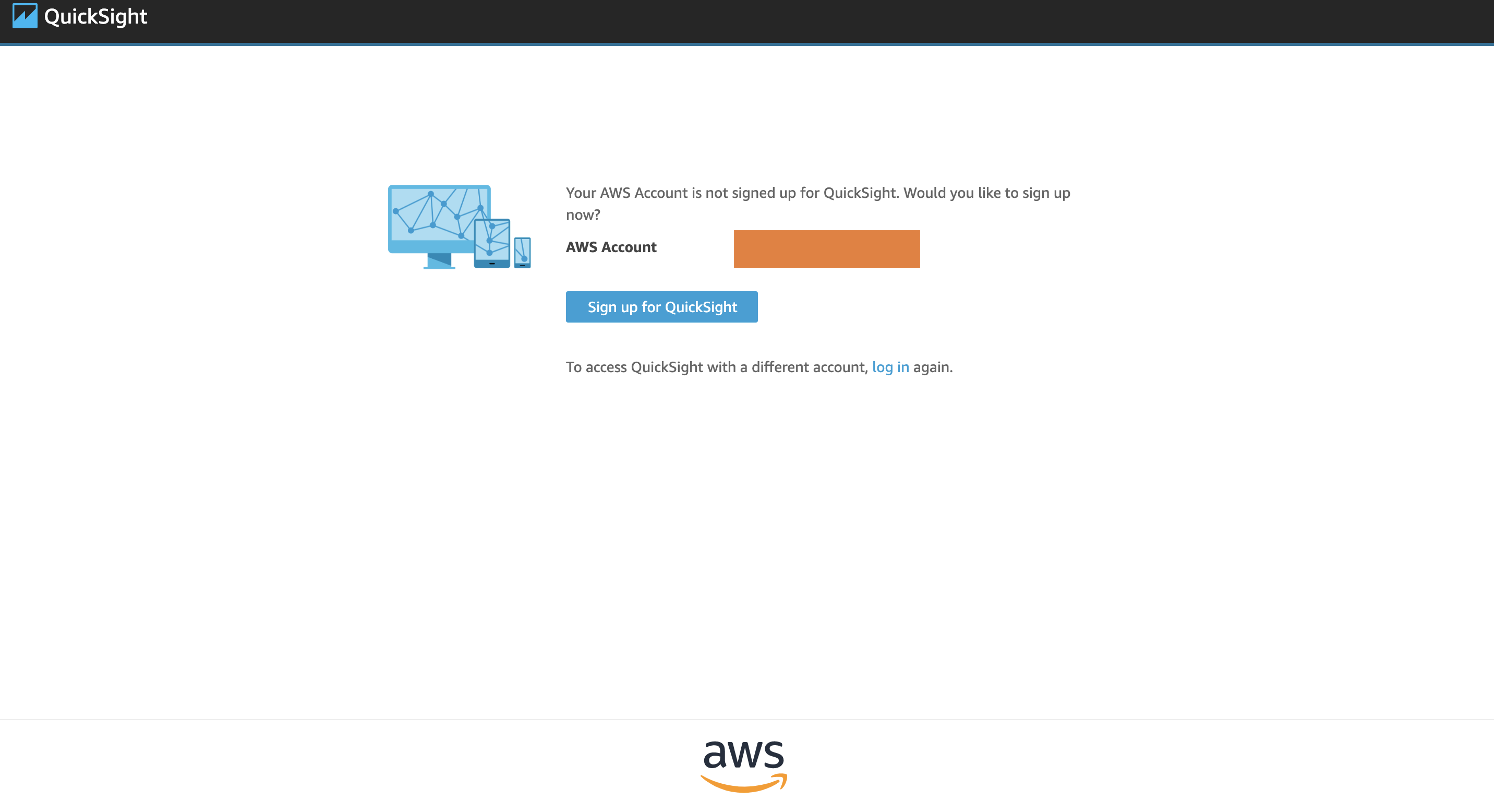 QuickSight
Your AWS Account is not signed up for QuickSight. Would you like to sign up
now?
AWS Account
Sign up for QuickSight
To access QuickSight with a different account, log in again.
aws